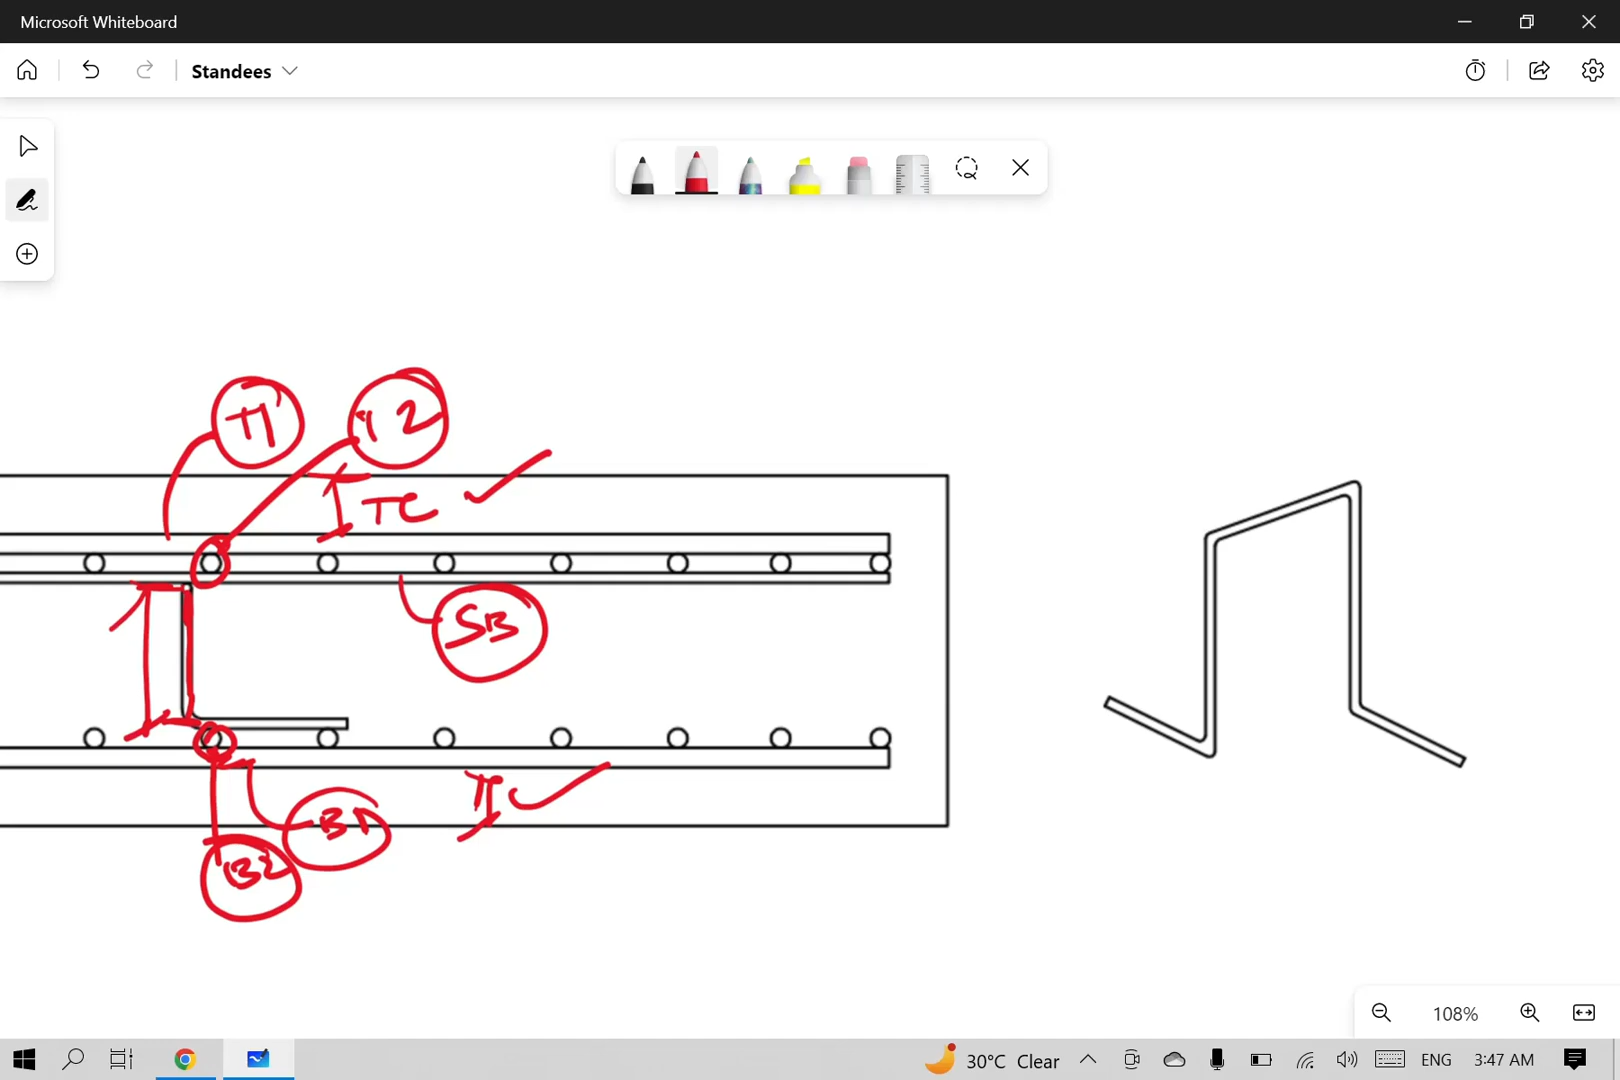 Microsoft Whiteboard
Standees
T1
T2
TC
SB
B1
B2
108%
30°C Clear
ENG
3:47 AM